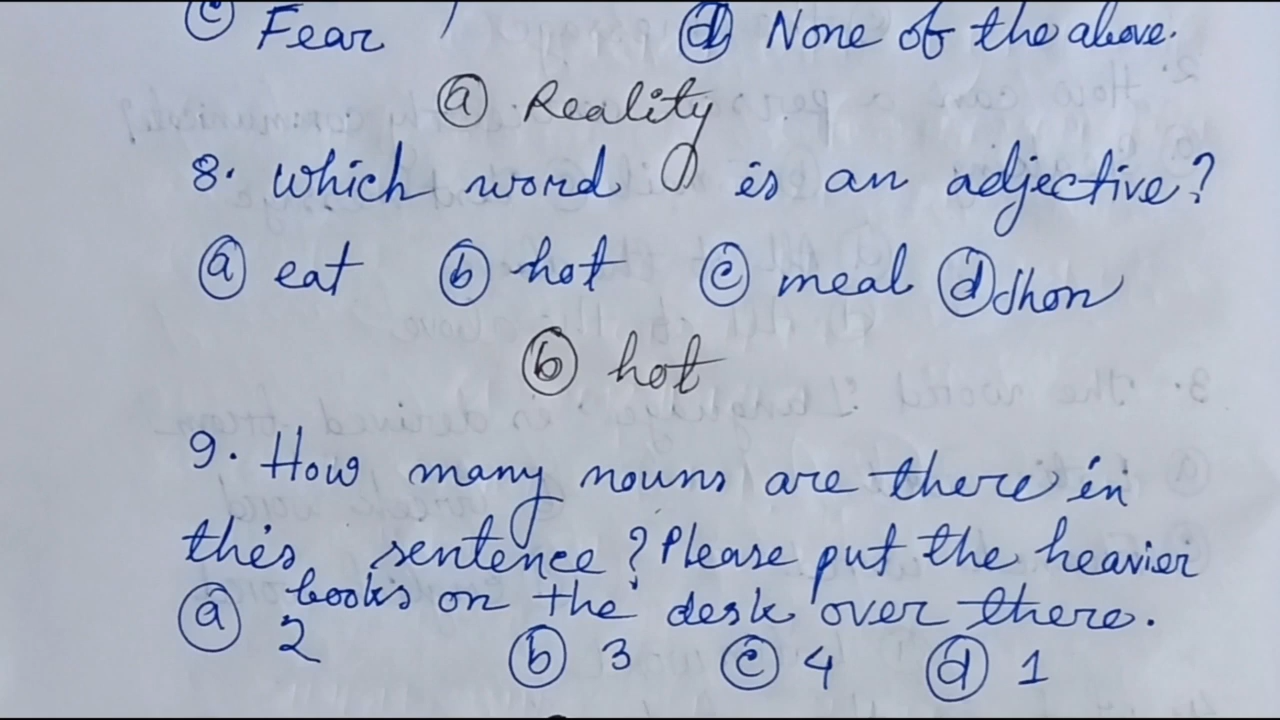 c Fear d None of the above.
a Reality
8. Which word is an adjective?
a eat b hot c meal d Jhon
b hot
9. How many nouns are there in
this sentence? Please put the heavier
books on the desk over there.
a 2 b 3 c 4 d 1